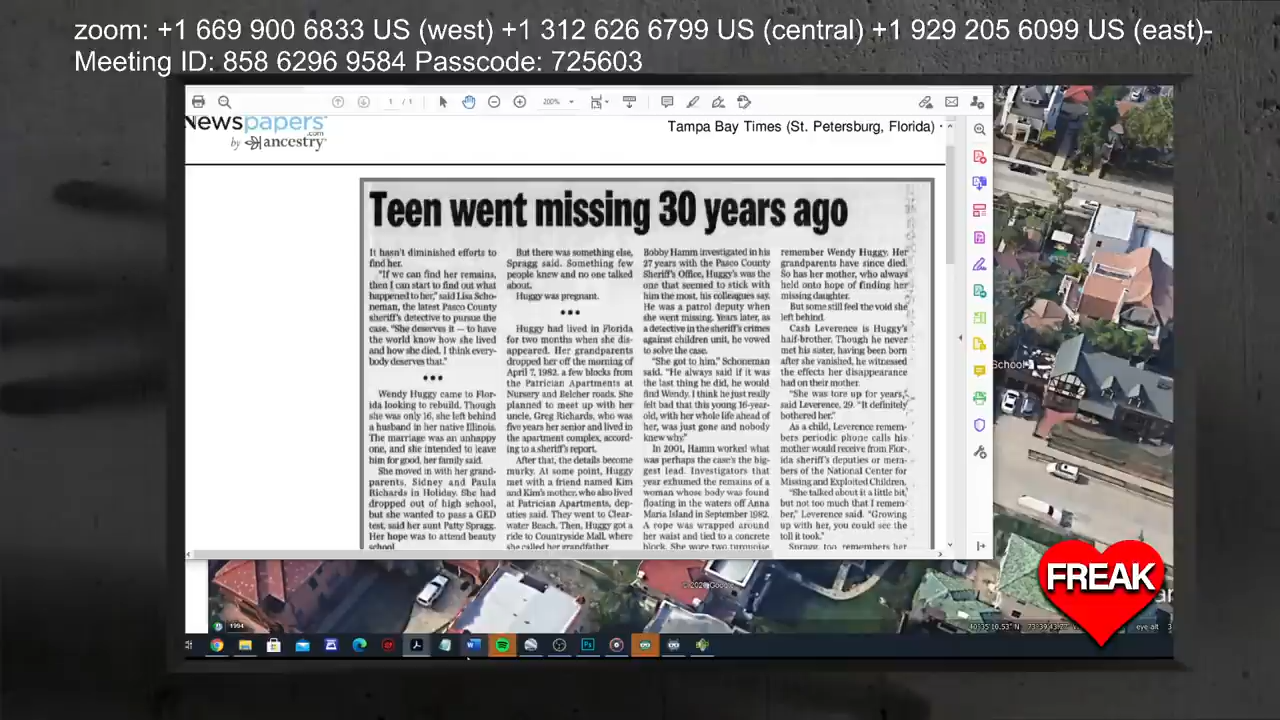 zoom: +1 669 900 6833 US (west) +1 312 626 6799 US (central) +1 929 205 6099 US (east)-
Meeting ID: 858 6296 9584 Passcode: 725603
1 / 1
200%
Newspapers
.com
by ancestry
Tampa Bay Times (St. Petersburg, Florida) ·
Teen went missing 30 years ago
It hasn't diminished efforts to
find her.
"If we can find her remains,
then I can start to find out what
happened to her," said Lisa Scho-
neman, the latest Pasco County
sheriff's detective to pursue the
case. "She deserves it — to have
the world know how she lived
and how she died. I think every-
body deserves that."
•••
Wendy Huggy came to Flor-
ida looking to rebuild. Though
she was only 16, she left behind
a husband in her native Illinois.
The marriage was an unhappy
one, and she intended to leave
him for good, her family said.
She moved in with her grand-
parents, Sidney and Paula
Richards in Holiday. She had
dropped out of high school,
but she wanted to pass a GED
test, said her aunt Patty Spragg.
Her hope was to attend beauty
school.
But there was something else,
Spragg said. Something few
people knew and no one talked
about.
Huggy was pregnant.
•••
Huggy had lived in Florida
for two months when she dis-
appeared. Her grandparents
dropped her off the morning of
April 7, 1982, a few blocks from
the Patrician Apartments at
Nursery and Belcher roads. She
planned to meet up with her
uncle, Greg Richards, who was
five years her senior and lived in
the apartment complex, accord-
ing to a sheriff's report.
After that, the details become
murky. At some point, Huggy
met with a friend named Kim
and Kim's mother, who also lived
at Patrician Apartments, dep-
uties said. They went to Clear-
water Beach. Then, Huggy got a
ride to Countryside Mall, where
she called her grandfather.
Bobby Hamm investigated in his
27 years with the Pasco County
Sheriff's Office, Huggy's was the
one that seemed to stick with
him the most, his colleagues say.
He was a patrol deputy when
she went missing. Years later, as
a detective in the sheriff's crimes
against children unit, he vowed
to solve the case.
"She got to him," Schoneman
said. "He always said if it was
the last thing he did, he would
find Wendy. I think he just really
felt bad that this young 16-year-
old, with her whole life ahead of
her, was just gone and nobody
knew why."
In 2001, Hamm worked what
was perhaps the case's the big-
gest lead. Investigators that
year exhumed the remains of a
woman whose body was found
floating in the waters off Anna
Maria Island in September 1982.
A rope was wrapped around
her waist and tied to a concrete
block. She wore two turquoise
remember Wendy Huggy. Her
grandparents have since died.
So has her mother, who always
held onto hope of finding her
missing daughter.
But some still feel the void she
left behind.
Cash Leverence is Huggy's
half-brother. Though he never
met his sister, having been born
after she vanished, he witnessed
the effects her disappearance
had on their mother.
"She was tore up for years,"
said Leverence, 29. "It definitely
bothered her."
As a child, Leverence remem-
bers periodic phone calls his
mother would receive from Flor-
ida sheriff's deputies or mem-
bers of the National Center for
Missing and Exploited Children.
"She talked about it a little bit,
but not too much that I remem-
ber," Leverence said. "Growing
up with her, you could see the
toll it took."
Spragg, too, remembers her
School
FREAK
1994
eye alt